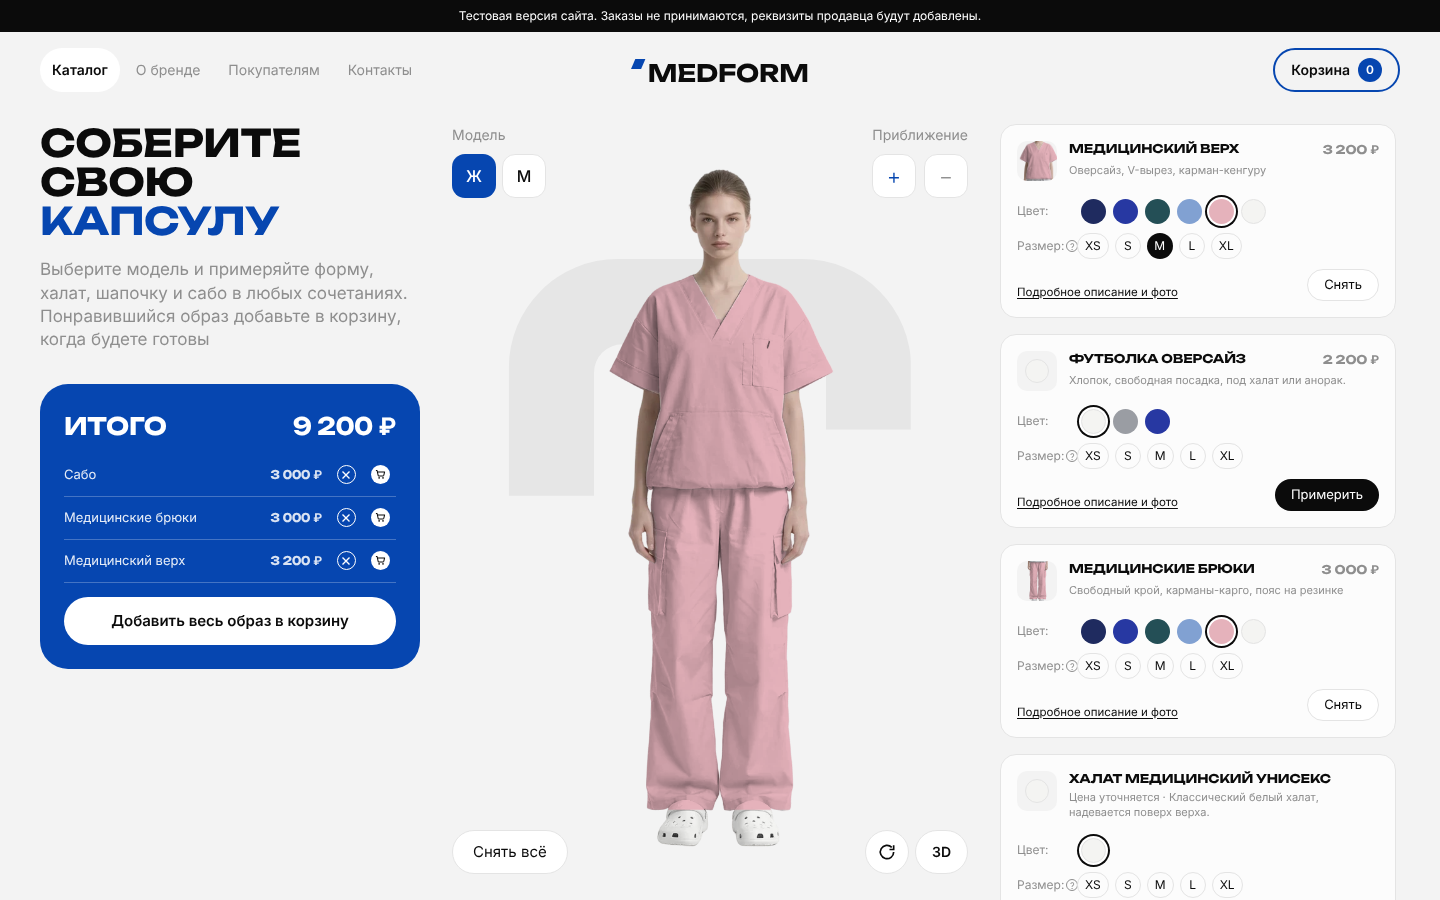 Тестовая версия сайта. Заказы не принимаются, реквизиты продавца будут добавлены.
Каталог
О бренде
Покупателям
Контакты
MEDFORM
Корзина 0
СОБЕРИТЕ
СВОЮ
КАПСУЛУ
Выберите модель и примеряйте форму,
халат, шапочку и сабо в любых сочетаниях.
Понравившийся образ добавьте в корзину,
когда будете готовы
ИТОГО 9 200 ₽
Сабо 3 000 ₽
Медицинские брюки 3 000 ₽
Медицинский верх 3 200 ₽
Добавить весь образ в корзину
Модель
Ж М
Приближение
+ −
Снять всё
3D
МЕДИЦИНСКИЙ ВЕРХ 3 200 ₽
Оверсайз, V-вырез, карман-кенгуру
Цвет:
Размер: ? XS S M L XL
Подробное описание и фото
Снять
ФУТБОЛКА ОВЕРСАЙЗ 2 200 ₽
Хлопок, свободная посадка, под халат или анорак.
Цвет:
Размер: ? XS S M L XL
Подробное описание и фото
Примерить
МЕДИЦИНСКИЕ БРЮКИ 3 000 ₽
Свободный крой, карманы-карго, пояс на резинке
Цвет:
Размер: ? XS S M L XL
Подробное описание и фото
Снять
ХАЛАТ МЕДИЦИНСКИЙ УНИСЕКС
Цена уточняется · Классический белый халат,
надевается поверх верха.
Цвет:
Размер: ? XS S M L XL